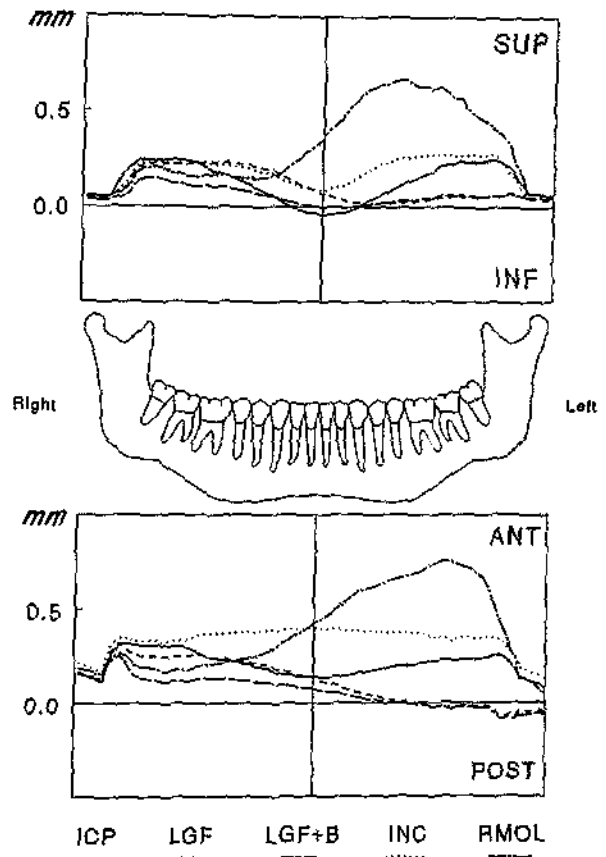 mm
SUP
0.5
0.0
INF
Right
Left
mm
ANT
0.5
0.0
POST
ICP LGF LGF+B INC RMOL